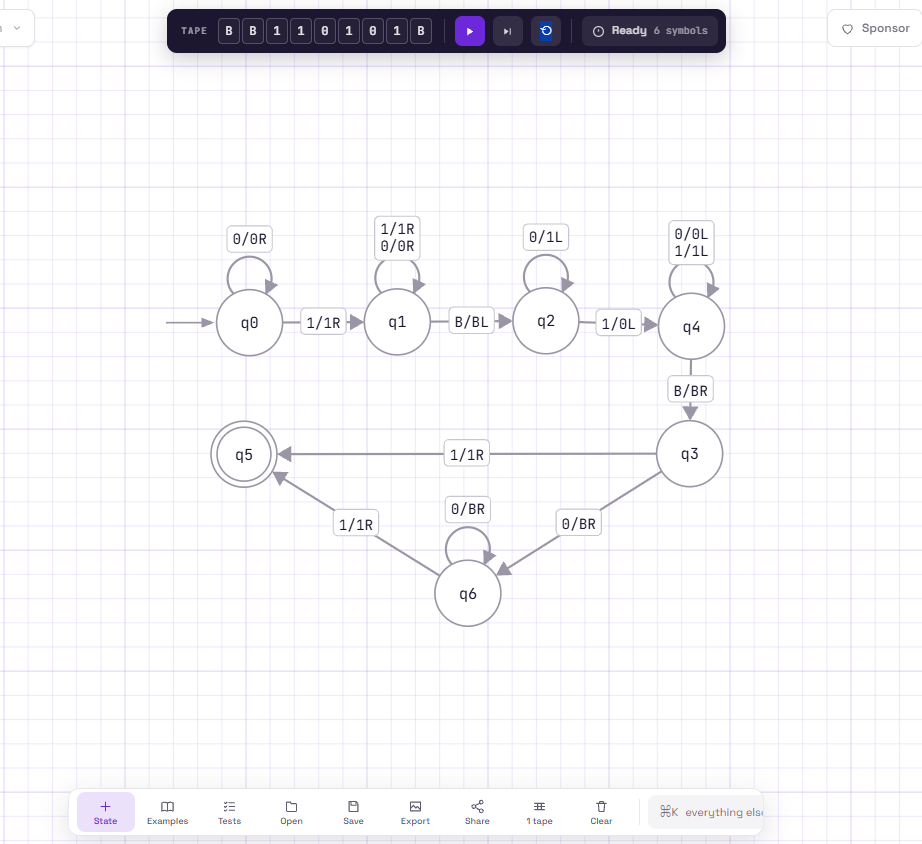 TAPE B B 1 1 0 1 0 1 B Ready 6 symbols
Sponsor
0/0R
1/1R
0/0R
0/1L
0/0L
1/1L
q0
1/1R
q1
B/BL
q2
1/0L
q4
B/BR
q5
1/1R
q3
0/BR
1/1R
0/BR
q6
State
Examples
Tests
Open
Save
Export
Share
1 tape
Clear
⌘K everything else